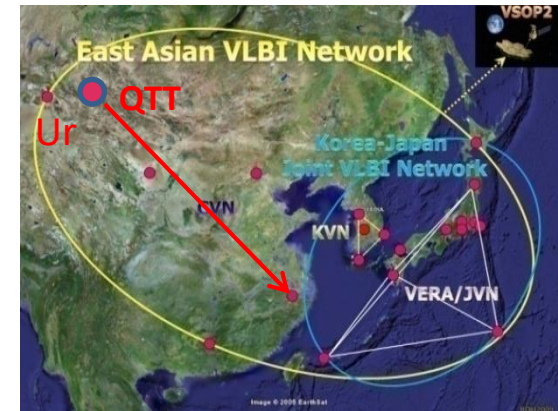 VSOP2
East Asian VLBI Network
QTT
Ur
Korea-Japan
Joint VLBI Network
CVN
KVN
VERA/JVN
Image © 2006 EarthSat